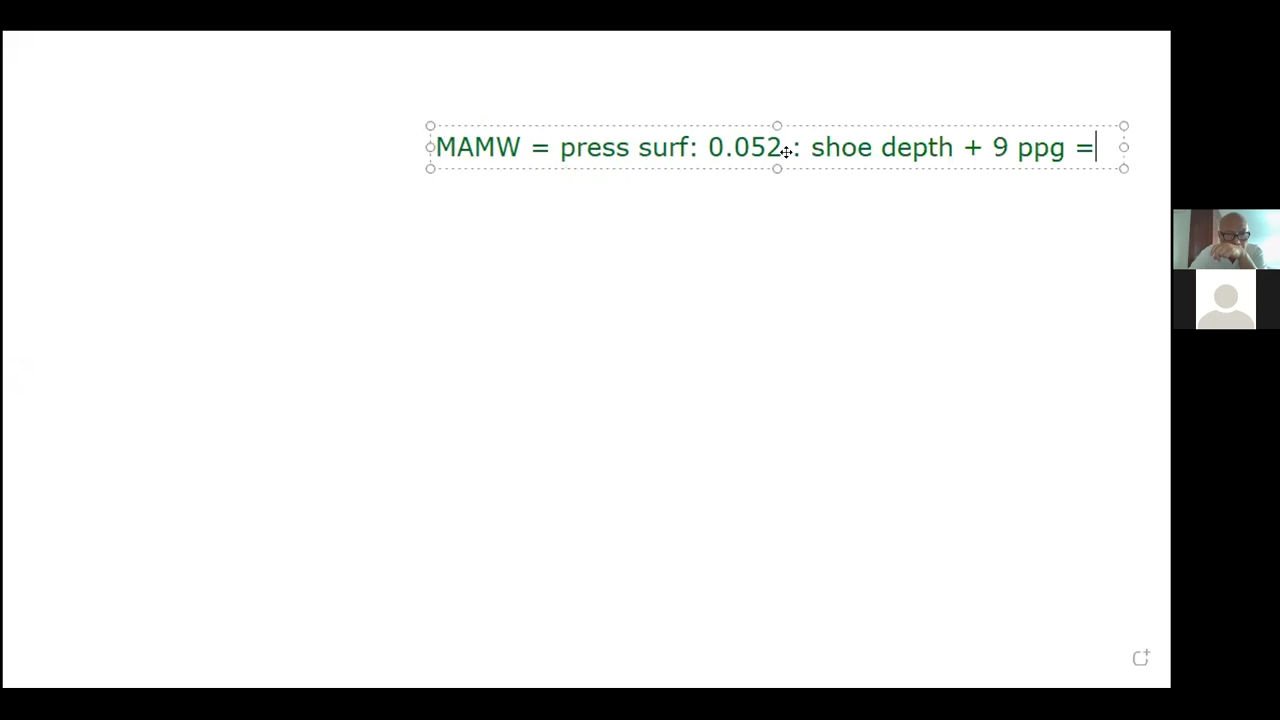 MAMW = press surf: 0.052 : shoe depth + 9 ppg =